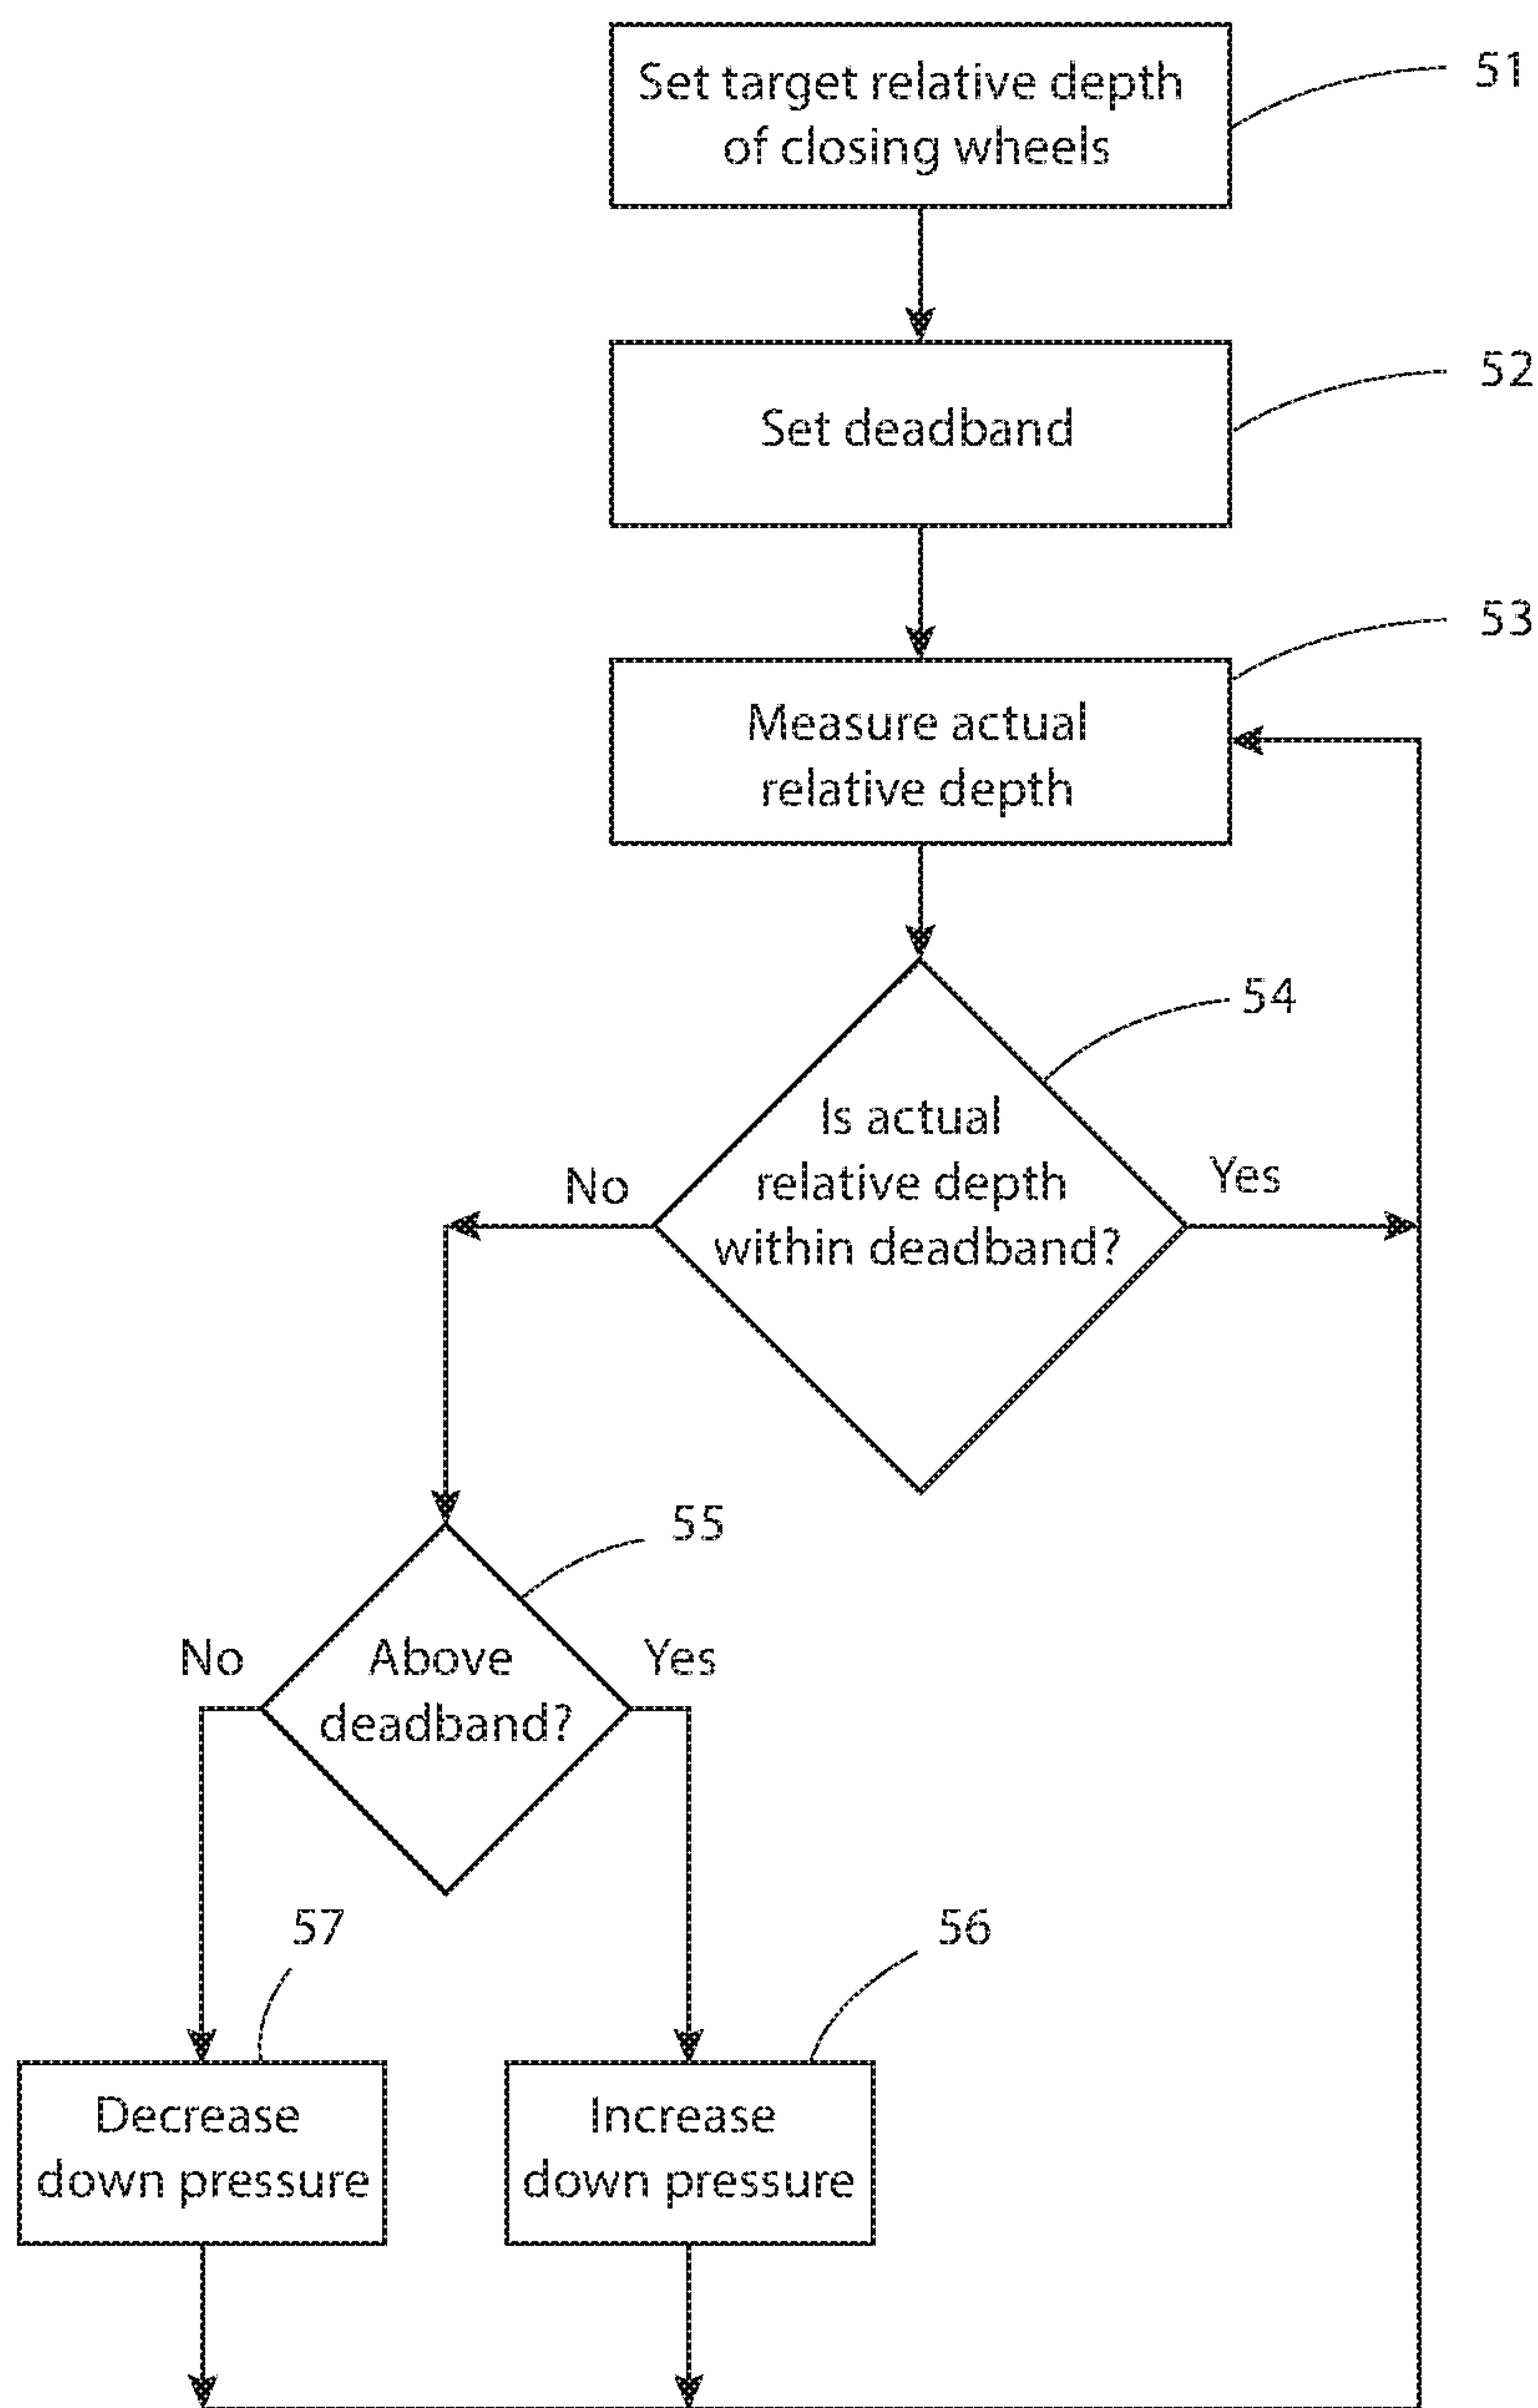 Set target relative depth
of closing wheels
51
Set deadband
52
53
Measure actual
relative depth
54
Is actual
relative depth
within deadband?
No
Yes
55
Above
deadband?
No
Yes
57
56
Decrease
down pressure
Increase
down pressure